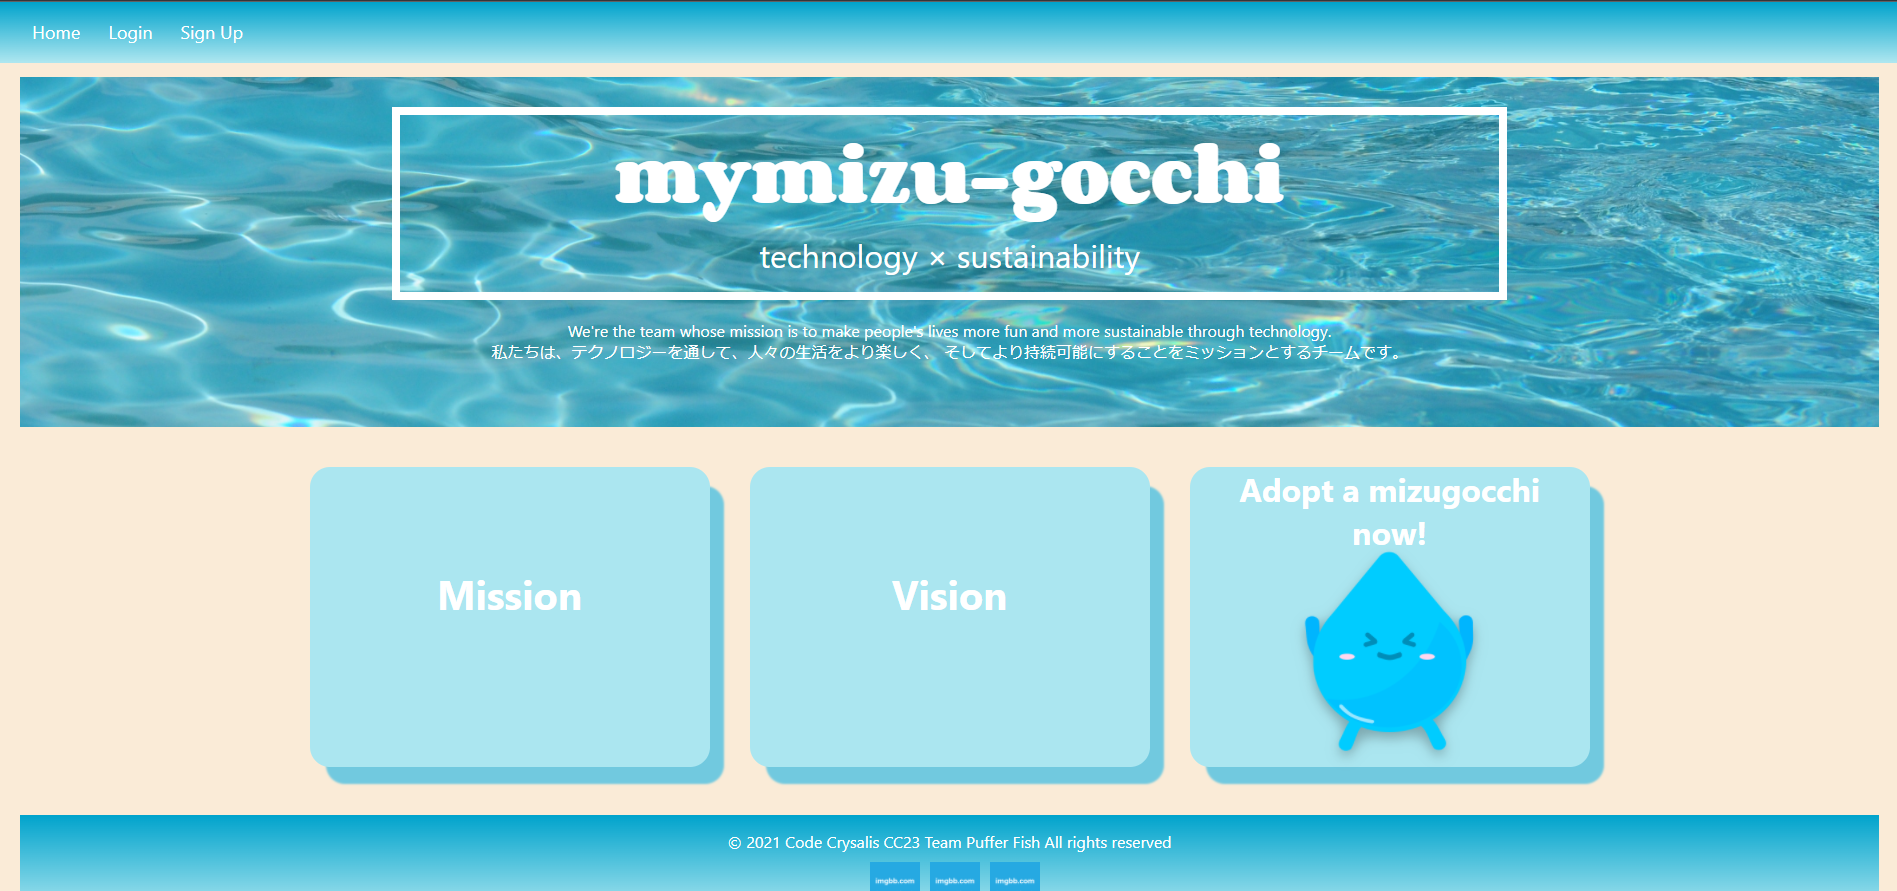 Home Login Sign Up
mymizu-gocchi
technology × sustainability
We're the team whose mission is to make people's lives more fun and more sustainable through technology.
私たちは、テクノロジーを通して、人々の生活をより楽しく、 そしてより持続可能にすることをミッションとするチームです。
Mission
Vision
Adopt a mizugocchi
now!
© 2021 Code Crysalis CC23 Team Puffer Fish All rights reserved
imgbb.com imgbb.com imgbb.com